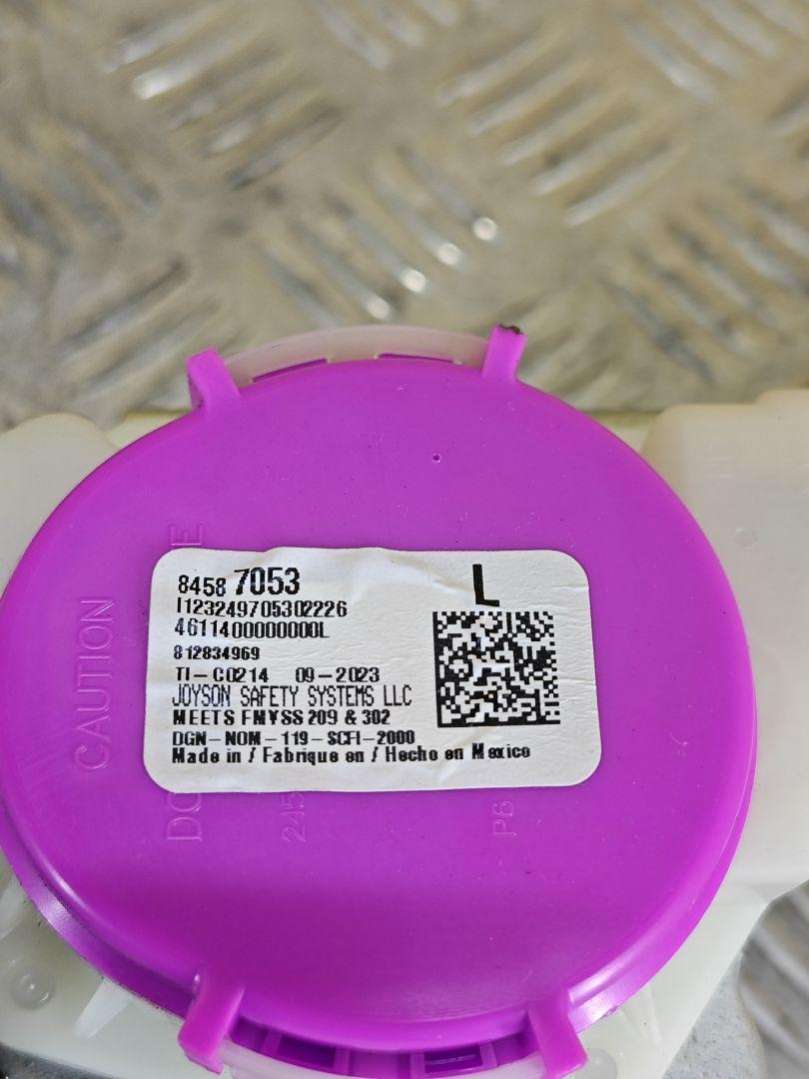 8458 7053
L
I123249705302226
4611400000000L
812834969
TI-C0214 09-2023
JOYSON SAFETY SYSTEMS LLC
MEETS FMVSS 209 & 302
DGN-NOM-119-SCFI-2000
Made in / Fabrique en / Hecho en Mexico
CAUTION